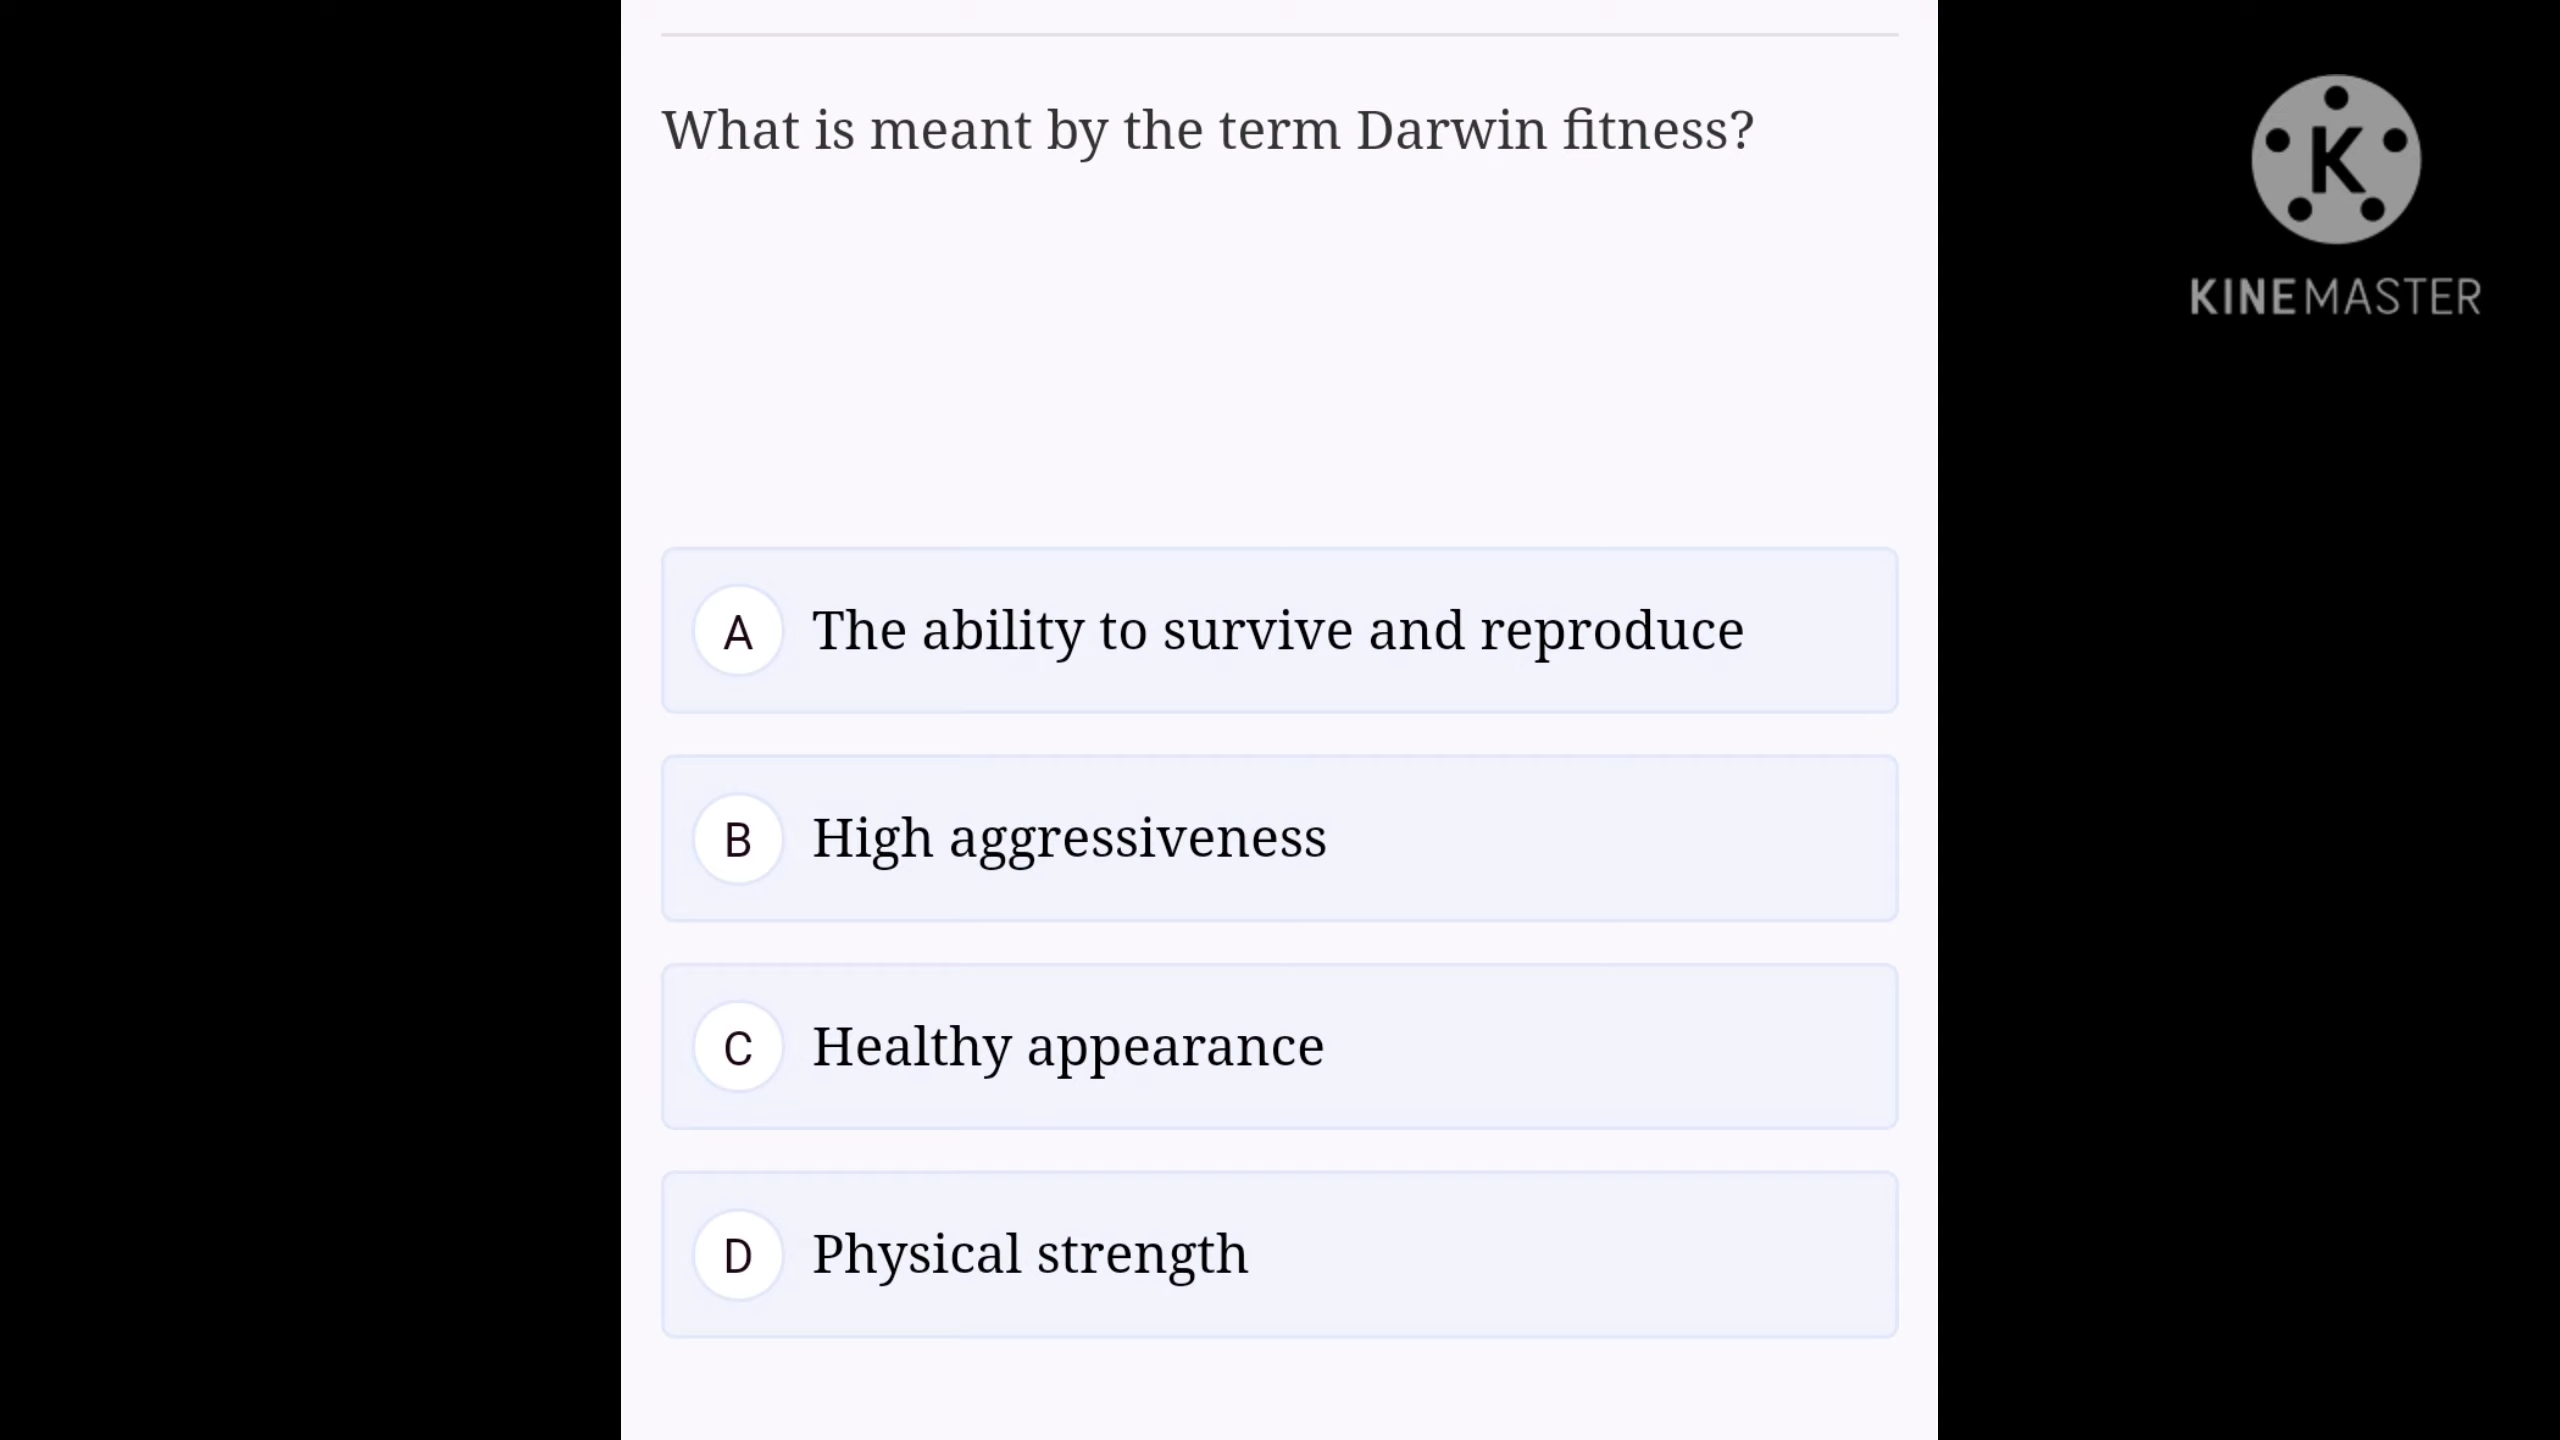 What is meant by the term Darwin fitness?
K
KINEMASTER
A The ability to survive and reproduce
B High aggressiveness
C Healthy appearance
D Physical strength